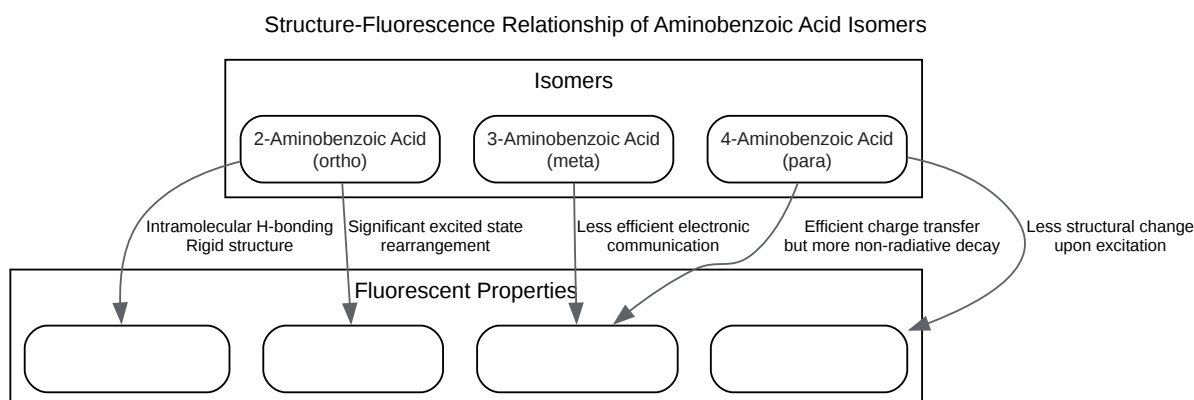 Structure-Fluorescence Relationship of Aminobenzoic Acid Isomers
Isomers
2-Aminobenzoic Acid
(ortho)
3-Aminobenzoic Acid
(meta)
4-Aminobenzoic Acid
(para)
Intramolecular H-bonding
Rigid structure
Significant excited state
rearrangement
Less efficient electronic
communication
Efficient charge transfer
but more non-radiative decay
Less structural change
upon excitation
Fluorescent Properties